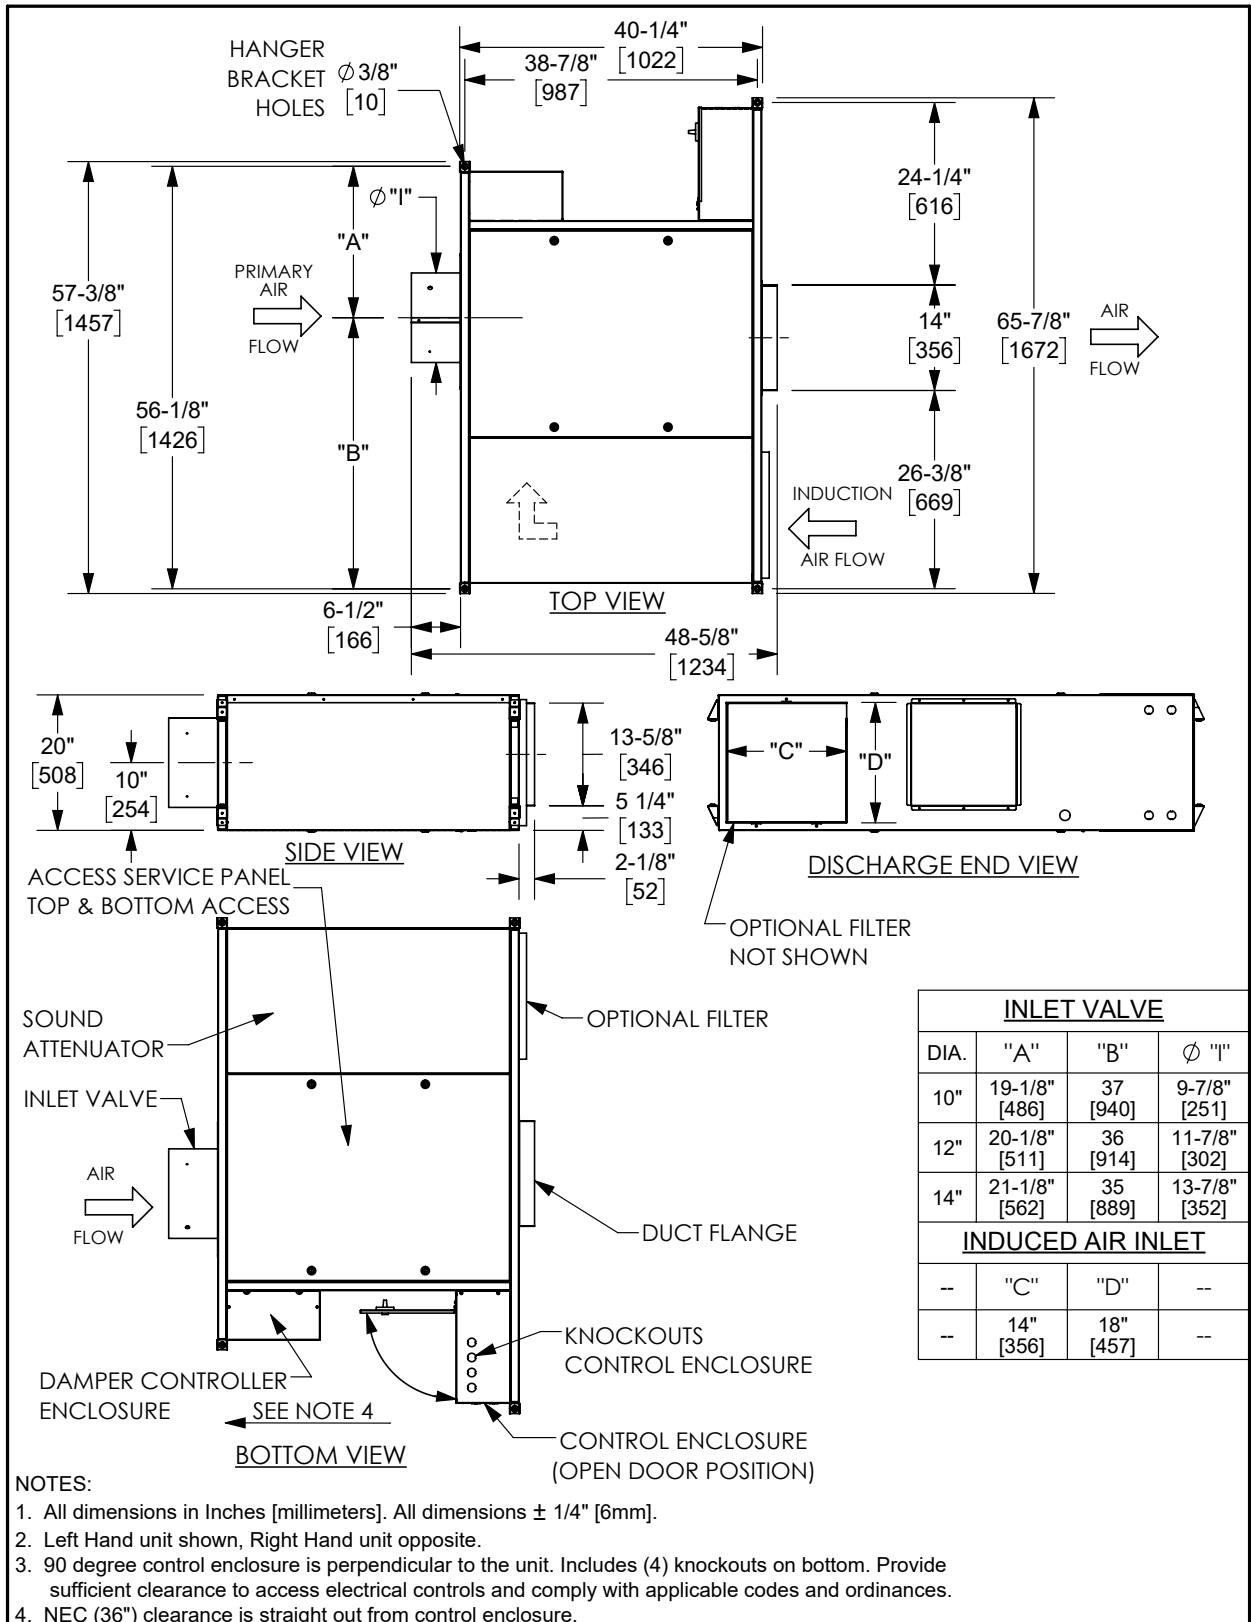 HANGER
BRACKET
HOLES
Ø 3/8"
[10]
40-1/4"
[1022]
38-7/8"
[987]
Ø "I"
"A"
PRIMARY
AIR
FLOW
57-3/8"
[1457]
56-1/8"
[1426]
"B"
24-1/4"
[616]
14"
[356]
65-7/8"
[1672]
AIR
FLOW
26-3/8"
[669]
INDUCTION
AIR FLOW
TOP VIEW
6-1/2"
[166]
48-5/8"
[1234]
20"
[508]
10"
[254]
13-5/8"
[346]
5 1/4"
[133]
2-1/8"
[52]
SIDE VIEW
"C"
"D"
DISCHARGE END VIEW
OPTIONAL FILTER
NOT SHOWN
ACCESS SERVICE PANEL
TOP & BOTTOM ACCESS
SOUND
ATTENUATOR
OPTIONAL FILTER
INLET VALVE
AIR
FLOW
DUCT FLANGE
KNOCKOUTS
CONTROL ENCLOSURE
DAMPER CONTROLLER
ENCLOSURE
SEE NOTE 4
BOTTOM VIEW
CONTROL ENCLOSURE
(OPEN DOOR POSITION)
INLET VALVE
DIA. "A" "B" Ø "I"
10" 19-1/8" [486] 37 [940] 9-7/8" [251]
12" 20-1/8" [511] 36 [914] 11-7/8" [302]
14" 21-1/8" [562] 35 [889] 13-7/8" [352]
INDUCED AIR INLET
-- "C" "D" --
-- 14" [356] 18" [457] --
NOTES:
1. All dimensions in Inches [millimeters]. All dimensions ± 1/4" [6mm].
2. Left Hand unit shown, Right Hand unit opposite.
3. 90 degree control enclosure is perpendicular to the unit. Includes (4) knockouts on bottom. Provide
sufficient clearance to access electrical controls and comply with applicable codes and ordinances.
4. NEC (36") clearance is straight out from control enclosure.